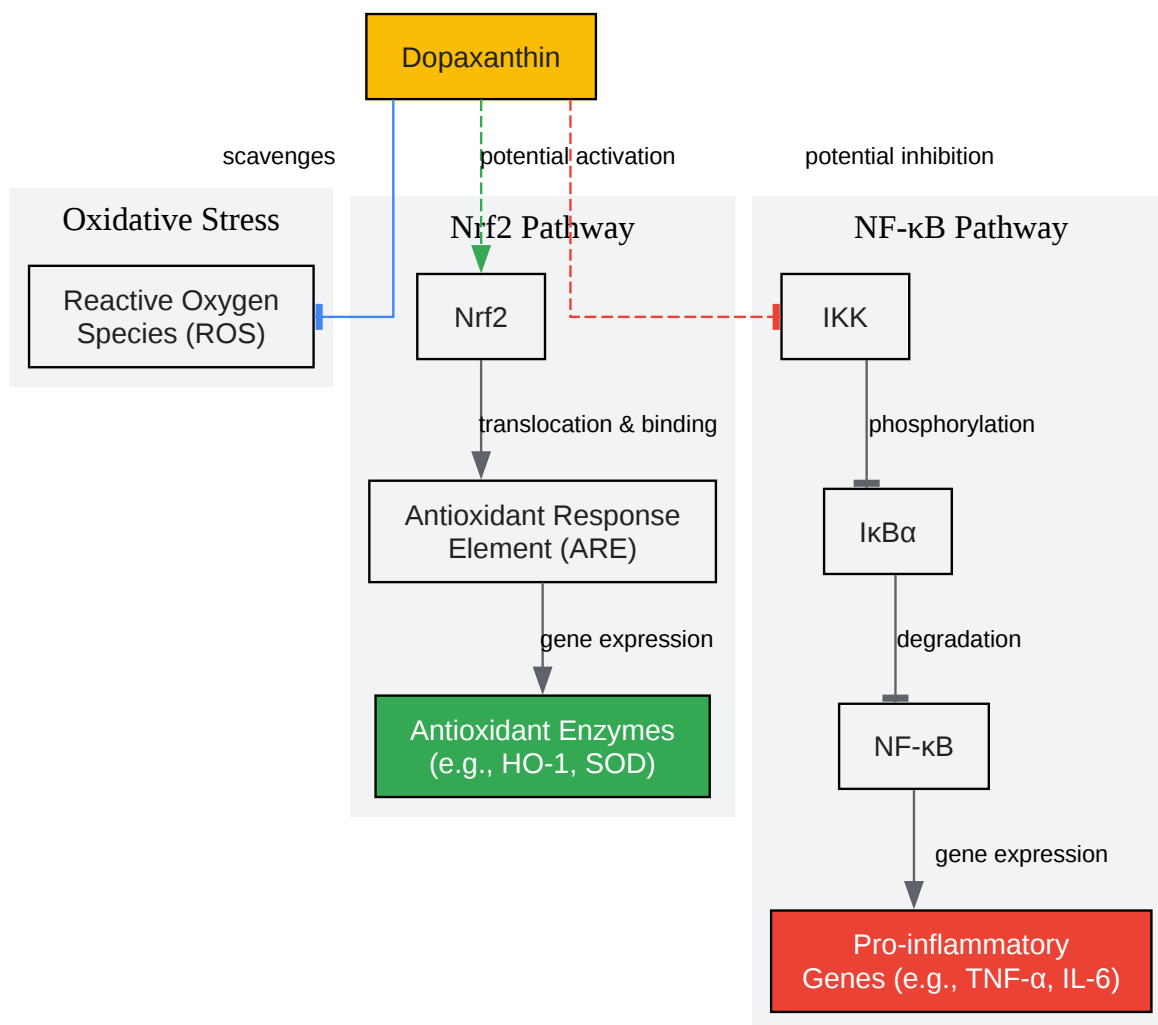 Dopaxanthin
scavenges
potential activation
potential inhibition
Oxidative Stress
Nrf2 Pathway
NF-κB Pathway
Reactive Oxygen
Species (ROS)
Nrf2
IKK
translocation & binding
phosphorylation
Antioxidant Response
Element (ARE)
IκBα
gene expression
degradation
Antioxidant Enzymes
(e.g., HO-1, SOD)
NF-κB
gene expression
Pro-inflammatory
Genes (e.g., TNF-α, IL-6)